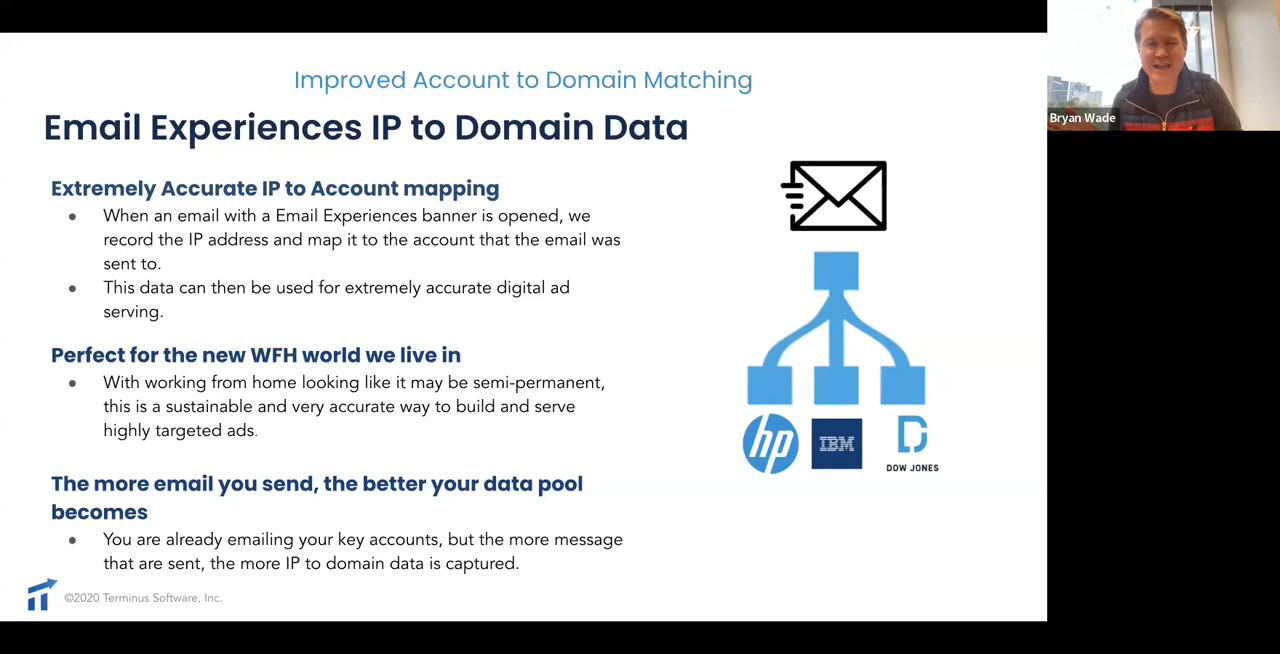 Improved Account to Domain Matching
Email Experiences IP to Domain Data
Extremely Accurate IP to Account mapping
• When an email with a Email Experiences banner is opened, we
record the IP address and map it to the account that the email was
sent to.
• This data can then be used for extremely accurate digital ad
serving.
Perfect for the new WFH world we live in
• With working from home looking like it may be semi-permanent,
this is a sustainable and very accurate way to build and serve
highly targeted ads.
The more email you send, the better your data pool
becomes
• You are already emailing your key accounts, but the more message
that are sent, the more IP to domain data is captured.
©2020 Terminus Software, Inc.
hp
IBM
DOW JONES
Bryan Wade